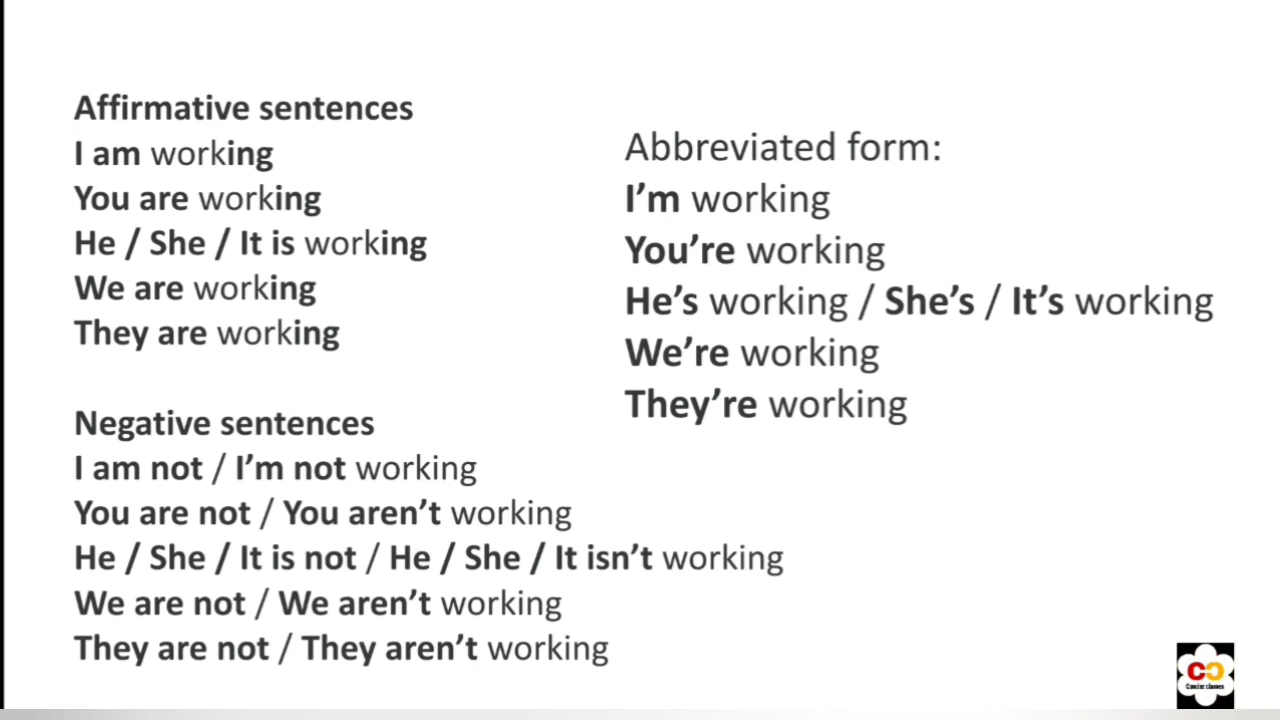 Affirmative sentences
I am working
You are working
He / She / It is working
We are working
They are working
Negative sentences
I am not / I’m not working
You are not / You aren’t working
He / She / It is not / He / She / It isn’t working
We are not / We aren’t working
They are not / They aren’t working
Abbreviated form:
I’m working
You’re working
He’s working / She’s / It’s working
We’re working
They’re working
CC
Concise classes